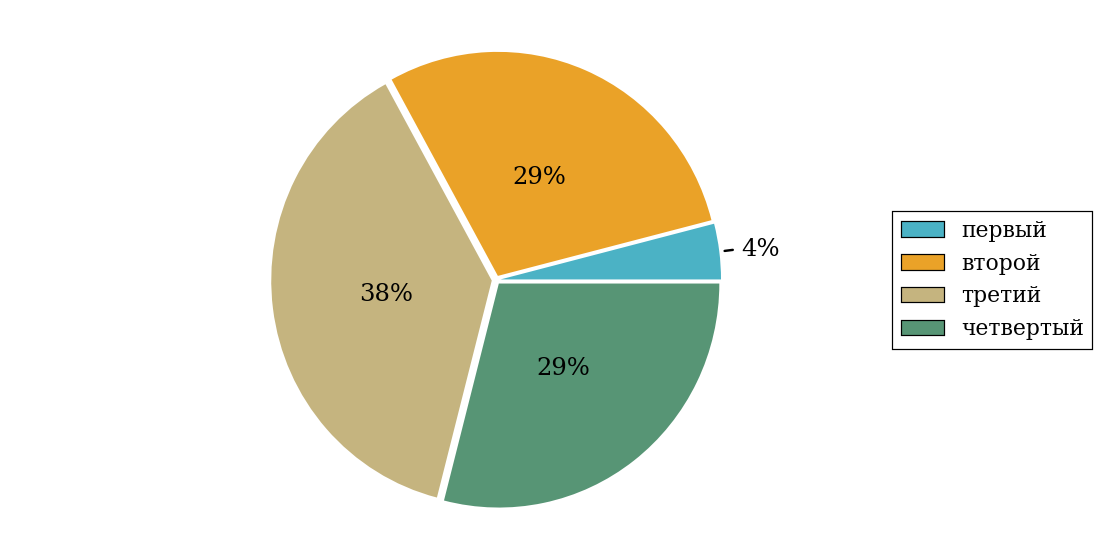 29%
4%
38%
29%
первый
второй
третий
четвертый